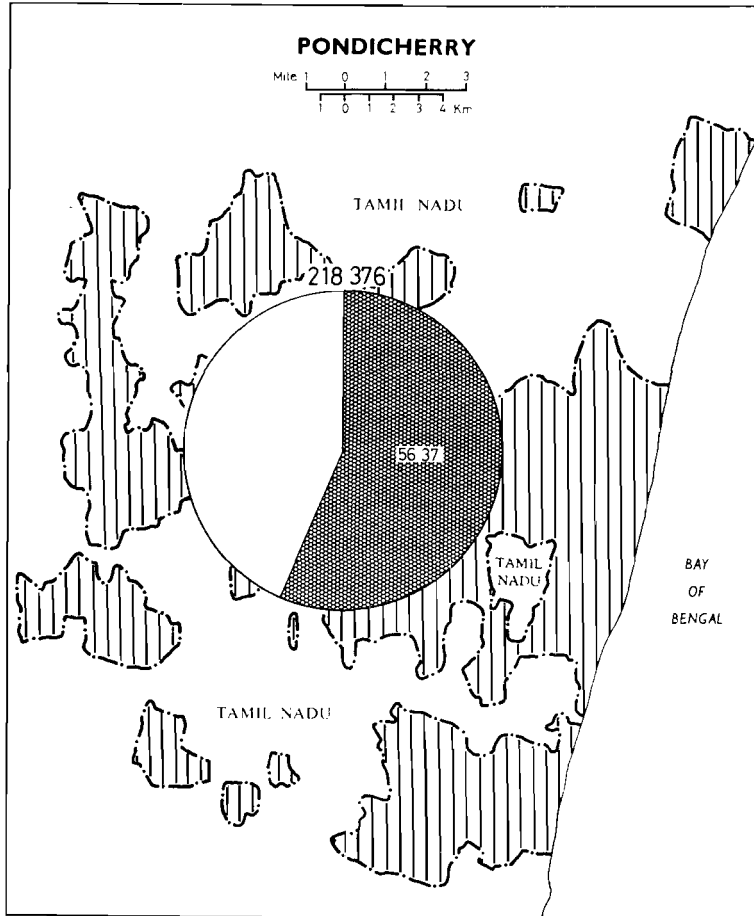 PONDICHERRY
Mile 1 0 1 2 3
1 0 1 2 3 4 Km
TAMIL NADU
218 376
56 37
TAMIL
NADU
BAY
OF
BENGAL
TAMIL NADU